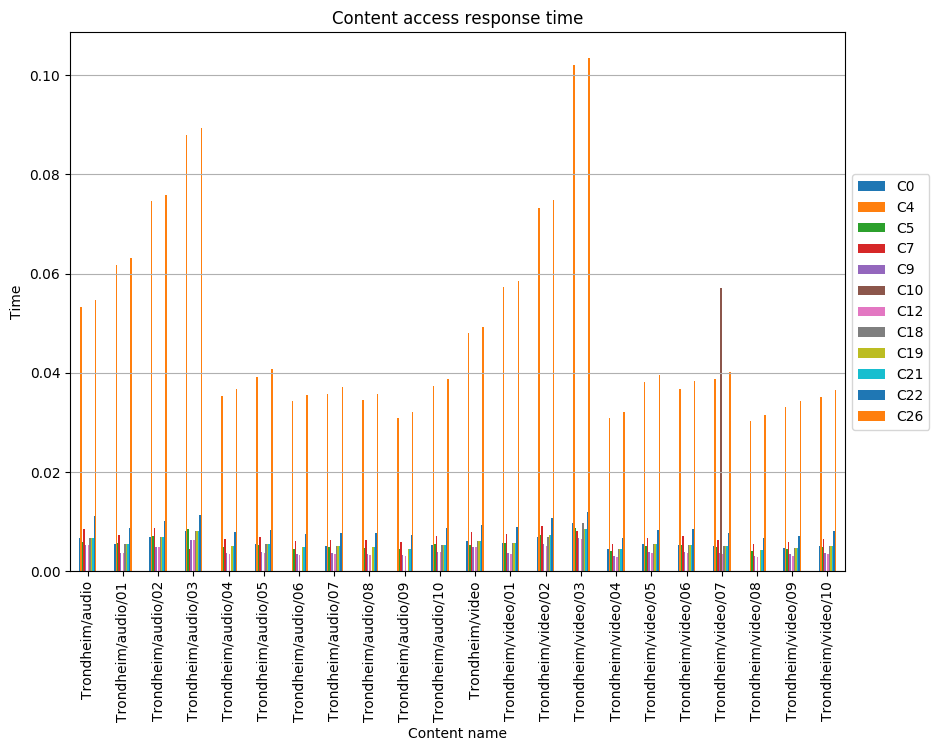 Content access response time
0.10
0.08
0.06
0.04
0.02
0.00
Time
C0
C4
C5
C7
C9
C10
C12
C18
C19
C21
C22
C26
Trondheim/audio
Trondheim/audio/01
Trondheim/audio/02
Trondheim/audio/03
Trondheim/audio/04
Trondheim/audio/05
Trondheim/audio/06
Trondheim/audio/07
Trondheim/audio/08
Trondheim/audio/09
Trondheim/audio/10
Trondheim/video
Trondheim/video/01
Trondheim/video/02
Trondheim/video/03
Trondheim/video/04
Trondheim/video/05
Trondheim/video/06
Trondheim/video/07
Trondheim/video/08
Trondheim/video/09
Trondheim/video/10
Content name